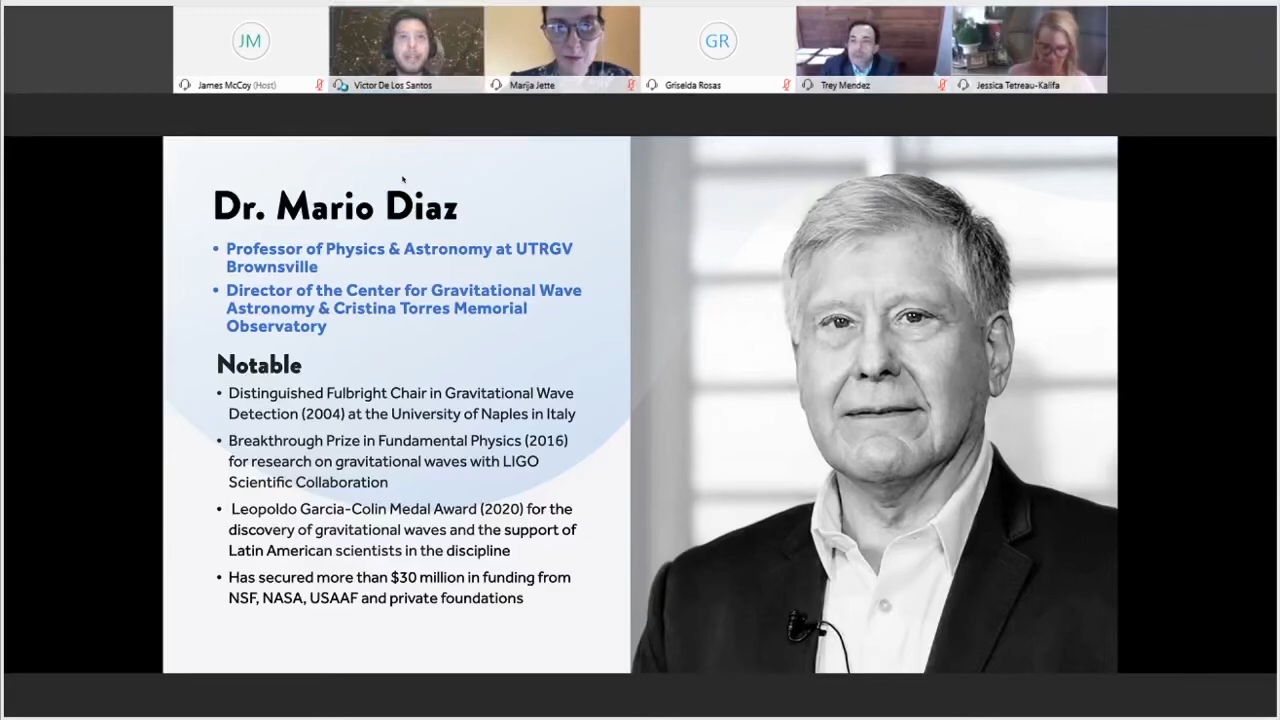 JM
GR
James McCoy (Host)
Victor De Los Santos
Marija Jette
Griselda Rosas
Trey Mendez
Jessica Tetreau-Kalifa
Dr. Mario Diaz
• Professor of Physics & Astronomy at UTRGV
Brownsville
• Director of the Center for Gravitational Wave
Astronomy & Cristina Torres Memorial
Observatory
Notable
• Distinguished Fulbright Chair in Gravitational Wave
Detection (2004) at the University of Naples in Italy
• Breakthrough Prize in Fundamental Physics (2016)
for research on gravitational waves with LIGO
Scientific Collaboration
• Leopoldo Garcia-Colin Medal Award (2020) for the
discovery of gravitational waves and the support of
Latin American scientists in the discipline
• Has secured more than $30 million in funding from
NSF, NASA, USAAF and private foundations